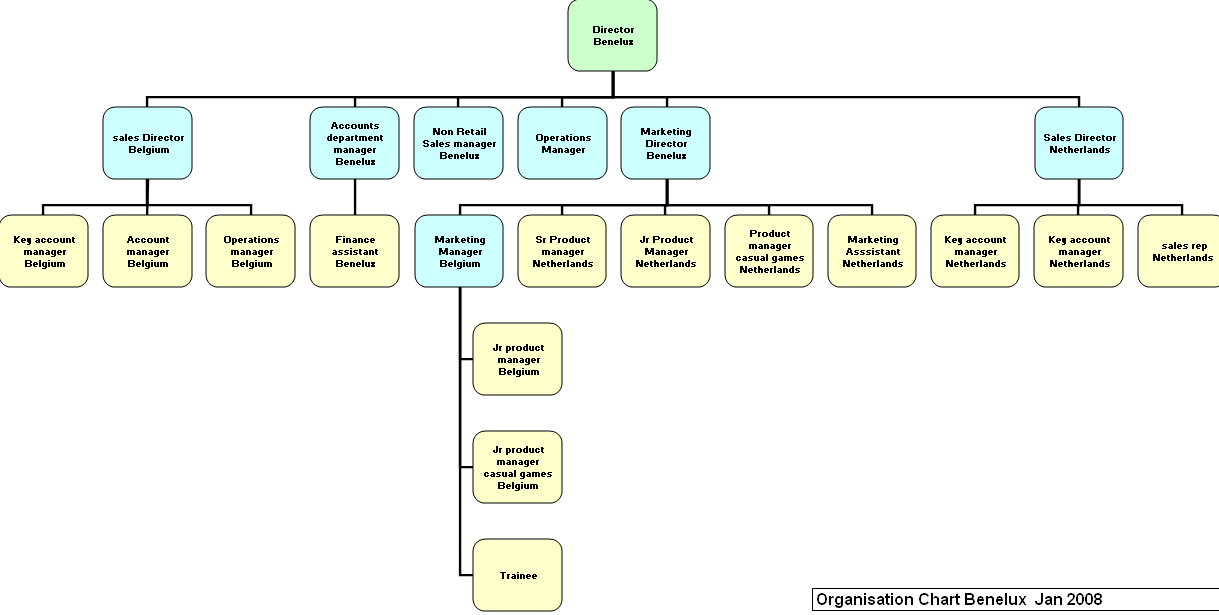 Director
Benelux
sales Director
Belgium
Accounts
department
manager
Benelux
Non Retail
Sales manager
Benelux
Operations
Manager
Marketing
Director
Benelux
Sales Director
Netherlands
Key account
manager
Belgium
Account
manager
Belgium
Operations
manager
Belgium
Finance
assistant
Benelux
Marketing
Manager
Belgium
Sr Product
manager
Netherlands
Jr Product
Manager
Netherlands
Product
manager
casual games
Netherlands
Marketing
Asssistant
Netherlands
Key account
manager
Netherlands
Key account
manager
Netherlands
sales rep
Netherlands
Jr product
manager
Belgium
Jr product
manager
casual games
Belgium
Trainee
Organisation Chart Benelux Jan 2008